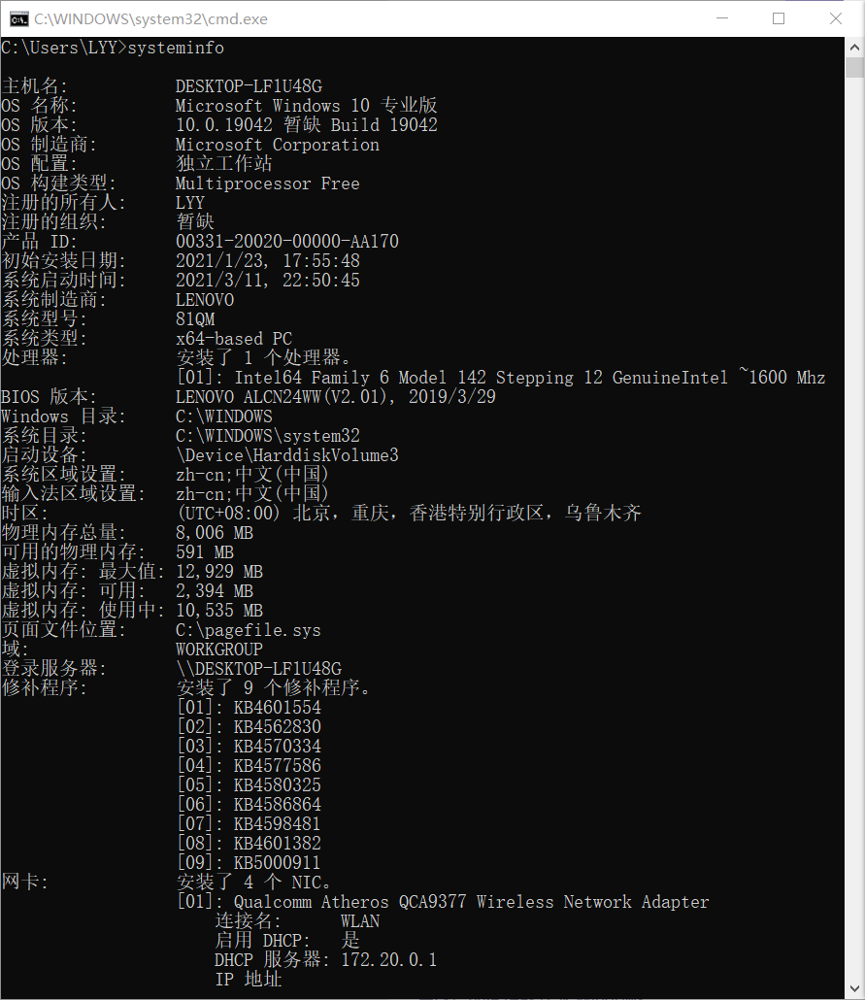 C:\WINDOWS\system32\cmd.exe
C:\Users\LYY>systeminfo
主机名: DESKTOP-LF1U48G
OS 名称: Microsoft Windows 10 专业版
OS 版本: 10.0.19042 暂缺 Build 19042
OS 制造商: Microsoft Corporation
OS 配置: 独立工作站
OS 构建类型: Multiprocessor Free
注册的所有人: LYY
注册的组织: 暂缺
产品 ID: 00331-20020-00000-AA170
初始安装日期: 2021/1/23, 17:55:48
系统启动时间: 2021/3/11, 22:50:45
系统制造商: LENOVO
系统型号: 81QM
系统类型: x64-based PC
处理器: 安装了 1 个处理器。
[01]: Intel64 Family 6 Model 142 Stepping 12 GenuineIntel ~1600 Mhz
BIOS 版本: LENOVO ALCN24WW(V2.01), 2019/3/29
Windows 目录: C:\WINDOWS
系统目录: C:\WINDOWS\system32
启动设备: \Device\HarddiskVolume3
系统区域设置: zh-cn;中文(中国)
输入法区域设置: zh-cn;中文(中国)
时区: (UTC+08:00) 北京，重庆，香港特别行政区，乌鲁木齐
物理内存总量: 8,006 MB
可用的物理内存: 591 MB
虚拟内存: 最大值: 12,929 MB
虚拟内存: 可用: 2,394 MB
虚拟内存: 使用中: 10,535 MB
页面文件位置: C:\pagefile.sys
域: WORKGROUP
登录服务器: \\DESKTOP-LF1U48G
修补程序: 安装了 9 个修补程序。
[01]: KB4601554
[02]: KB4562830
[03]: KB4570334
[04]: KB4577586
[05]: KB4580325
[06]: KB4586864
[07]: KB4598481
[08]: KB4601382
[09]: KB5000911
网卡: 安装了 4 个 NIC。
[01]: Qualcomm Atheros QCA9377 Wireless Network Adapter
连接名: WLAN
启用 DHCP: 是
DHCP 服务器: 172.20.0.1
IP 地址